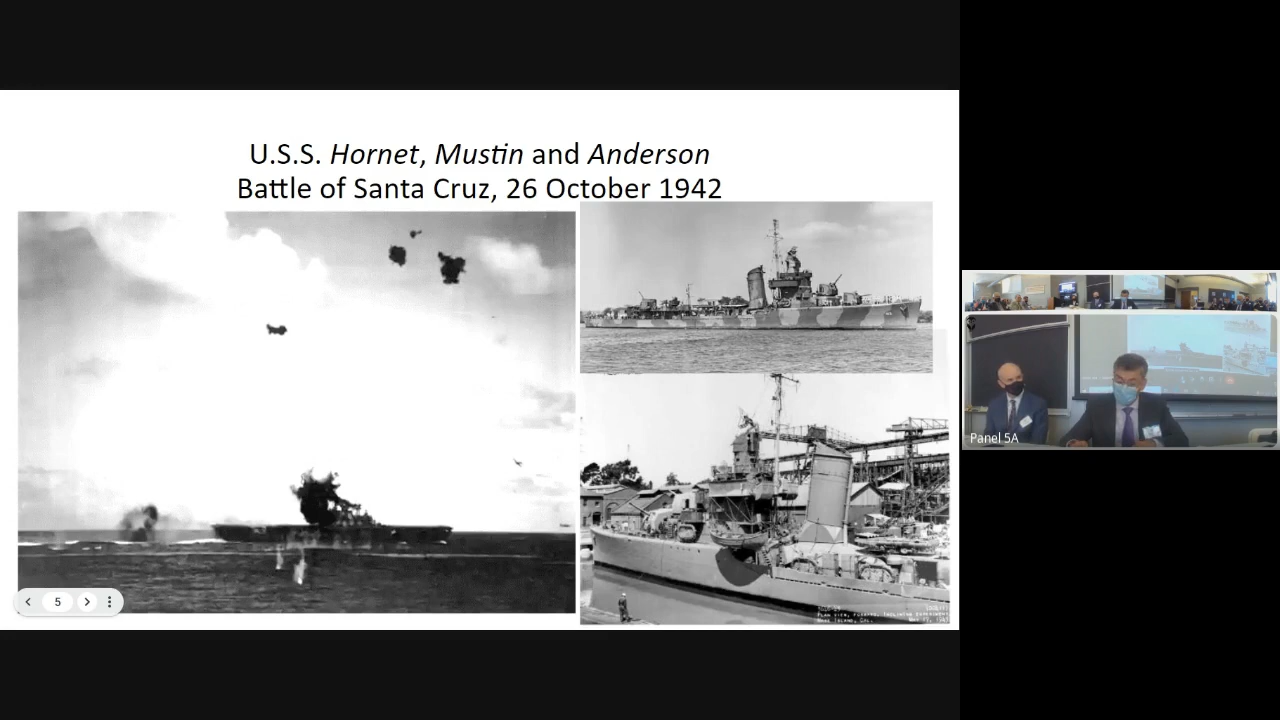 U.S.S. Hornet, Mustin and Anderson
Battle of Santa Cruz, 26 October 1942
5
Panel 5A